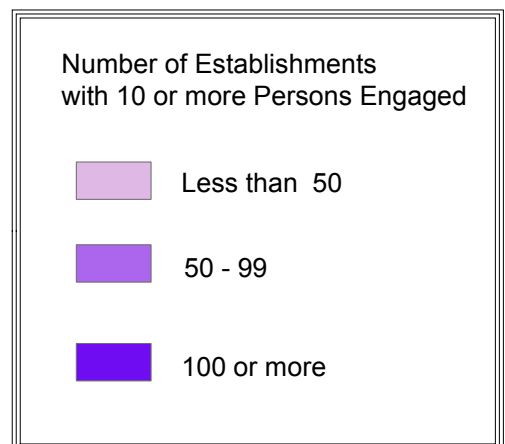 Number of Establishments
with 10 or more Persons Engaged
Less than 50
50 - 99
100 or more